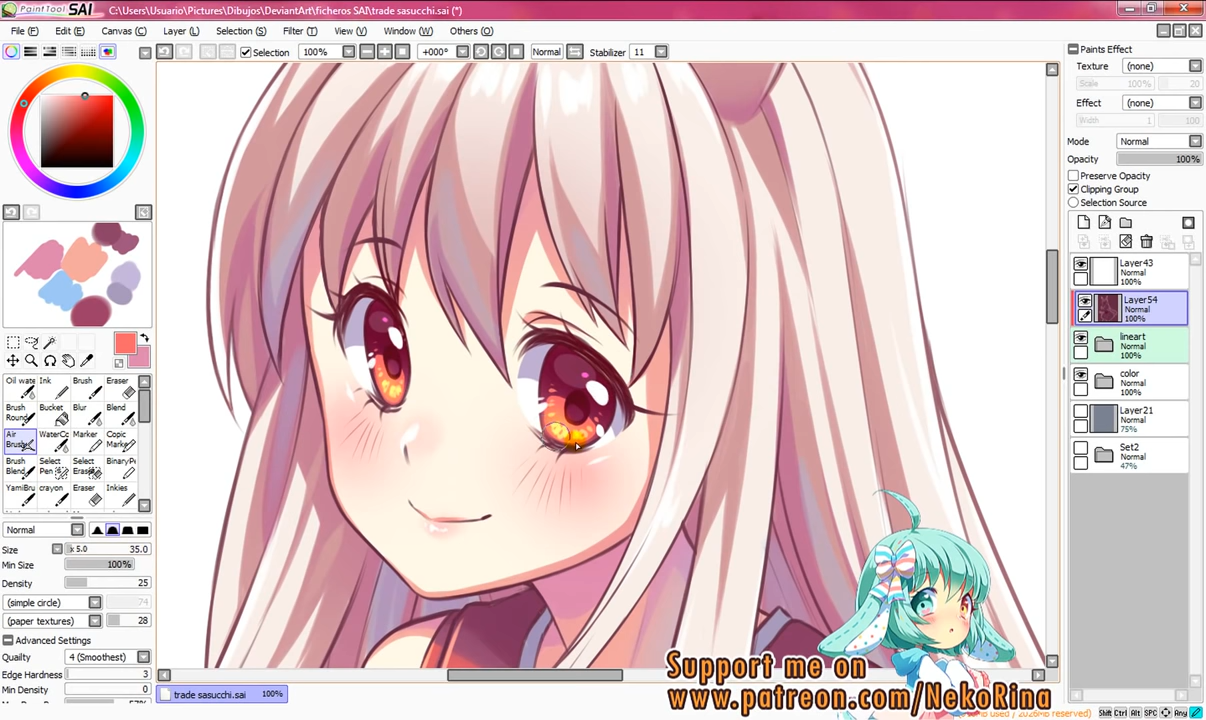 PaintTool SAI C:\Users\Usuario\Pictures\Dibujos\DeviantArt\ficheros SAI\trade sasucchi.sai (*)
File (F) Edit (E) Canvas (C) Layer (L) Selection (S) Filter (T) View (V) Window (W) Others (O)
Selection 100% +000° Normal Stabilizer 11
Paints Effect
Texture (none)
Scale 100% 20
Effect (none)
Width 1 100
Mode Normal
Opacity 100%
Preserve Opacity
Clipping Group
Selection Source
Layer43
Normal
100%
Layer54
Normal
100%
lineart
Normal
100%
color
Normal
100%
Layer21
Normal
75%
Set2
Normal
47%
Oil wate Ink Brush Eraser
Brush Round Bucket Blur Blend
Air Brush WaterCo Marker Copic Marke
Brush Blend Select Pen Select Erase BinaryPe
YamiBru crayon Eraser Inkies
Normal
Size x 5.0 35.0
Min Size 100%
Density 25
(simple circle) 74
(paper textures) 28
Advanced Settings
Quailty 4 (Smoothest)
Edge Hardness 3
Min Density 0
trade sasucchi.sai 100%
Support me on
www.patreon.com/NekoRina
Shift Ctrl Alt SPC Any